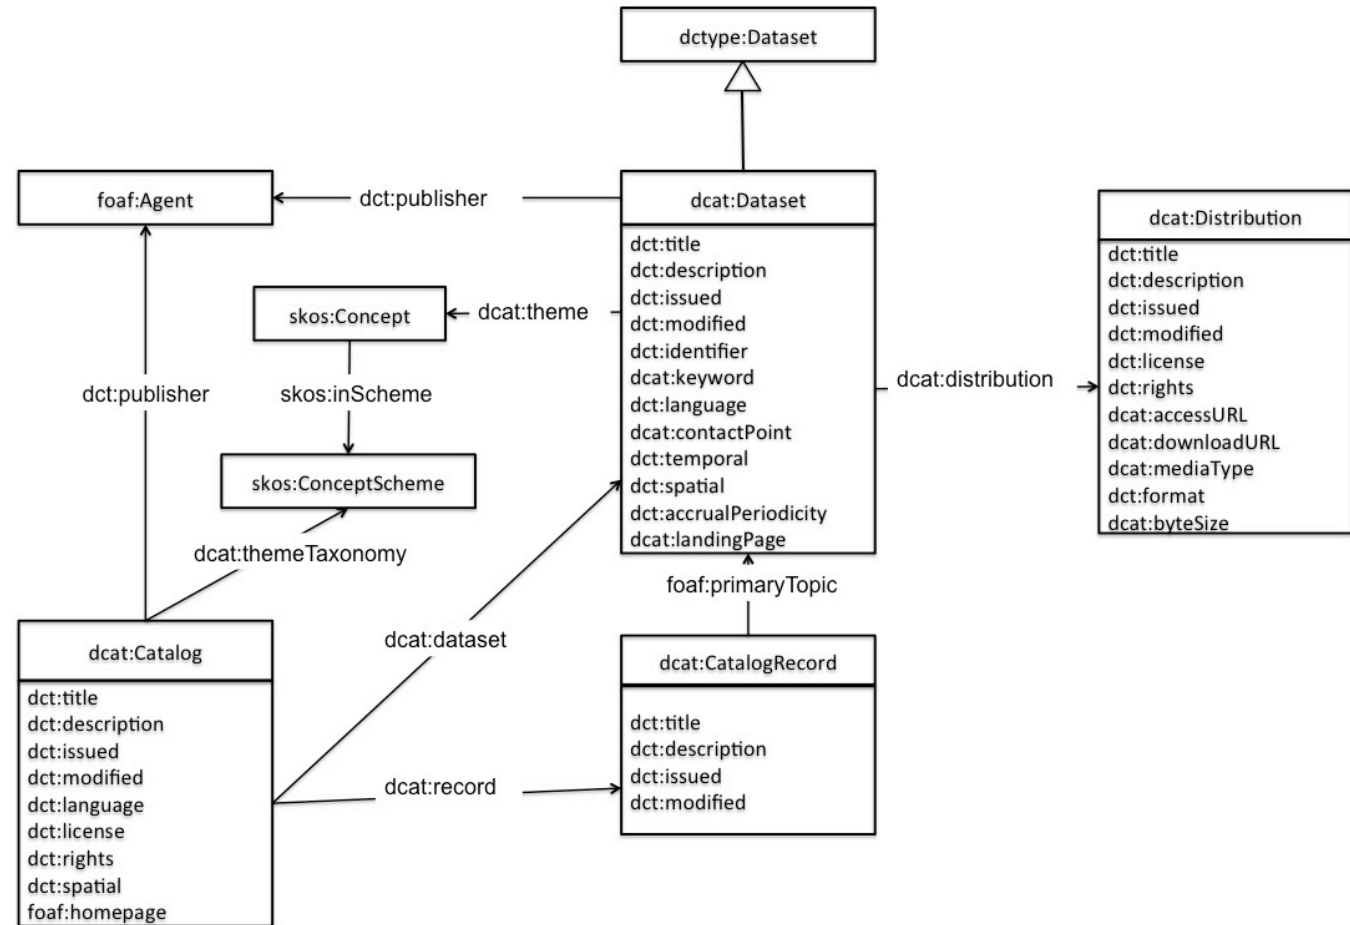 dctype:Dataset
foaf:Agent
dct:publisher
dcat:Dataset
dct:title
dct:description
dct:issued
dct:modified
dct:identifier
dcat:keyword
dct:language
dcat:contactPoint
dct:temporal
dct:spatial
dct:accrualPeriodicity
dcat:landingPage
dcat:Distribution
dct:title
dct:description
dct:issued
dct:modified
dct:license
dct:rights
dcat:accessURL
dcat:downloadURL
dcat:mediaType
dct:format
dcat:byteSize
skos:Concept
dcat:theme
dcat:distribution
dct:publisher
skos:inScheme
skos:ConceptScheme
dcat:themeTaxonomy
foaf:primaryTopic
dcat:dataset
dcat:Catalog
dct:title
dct:description
dct:issued
dct:modified
dct:language
dct:license
dct:rights
dct:spatial
foaf:homepage
dcat:record
dcat:CatalogRecord
dct:title
dct:description
dct:issued
dct:modified